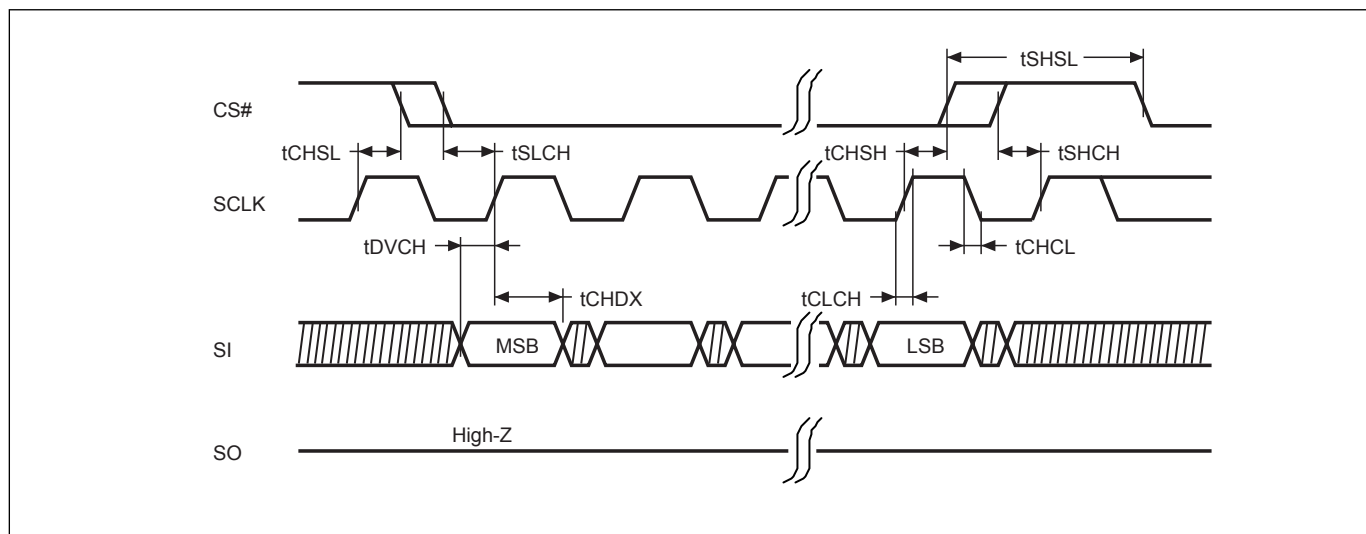 tSHSL
CS#
tCHSL tSLCH tCHSH tSHCH
SCLK
tDVCH tCHCL
tCHDX tCLCH
SI MSB LSB
High-Z
SO